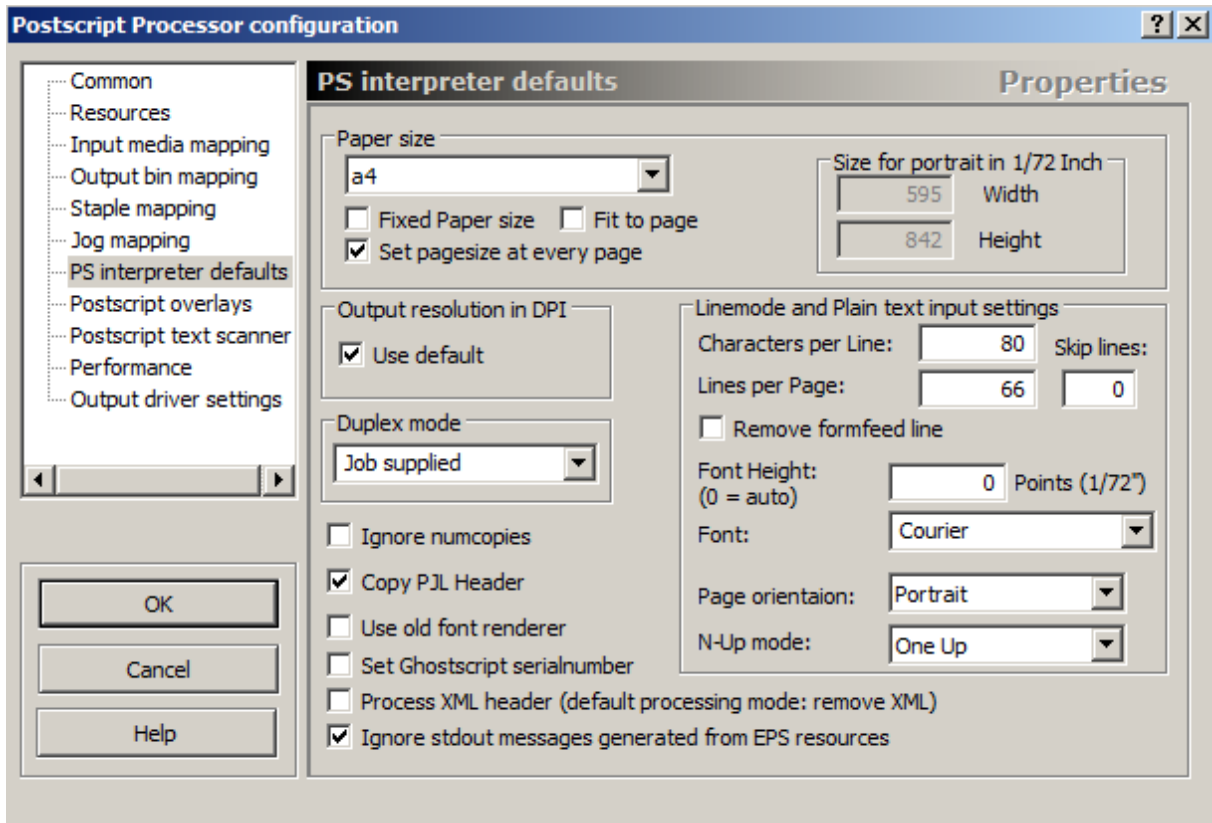 Postscript Processor configuration
Common
Resources
Input media mapping
Output bin mapping
Staple mapping
Jog mapping
PS interpreter defaults
Postscript overlays
Postscript text scanner
Performance
Output driver settings
OK
Cancel
Help
PS interpreter defaults Properties
Paper size
a4
Fixed Paper size Fit to page
Set pagesize at every page
Size for portrait in 1/72 Inch
595 Width
842 Height
Output resolution in DPI
Use default
Duplex mode
Job supplied
Ignore numcopies
Copy PJL Header
Use old font renderer
Set Ghostscript serialnumber
Process XML header (default processing mode: remove XML)
Ignore stdout messages generated from EPS resources
Linemode and Plain text input settings
Characters per Line: 80 Skip lines:
Lines per Page: 66 0
Remove formfeed line
Font Height: 0 Points (1/72")
(0 = auto)
Font: Courier
Page orientaion: Portrait
N-Up mode: One Up